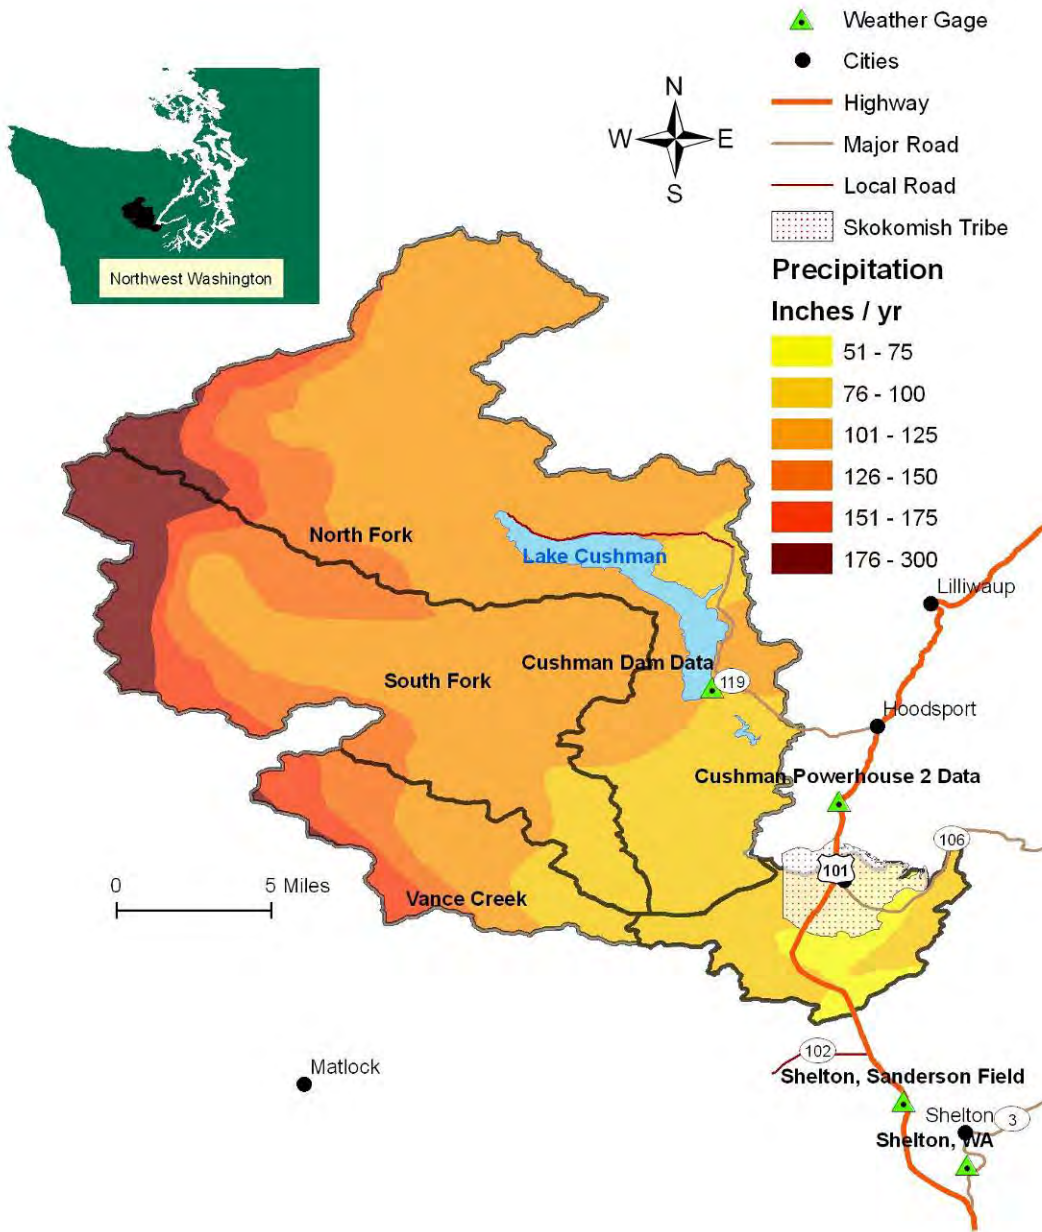 Weather Gage
Cities
Highway
Major Road
Local Road
Skokomish Tribe
Precipitation
Inches / yr
51 - 75
76 - 100
101 - 125
126 - 150
151 - 175
176 - 300
N
W E
S
Northwest Washington
North Fork
Lake Cushman
Lilliwaup
Cushman Dam Data
South Fork
119
Hoodsport
Cushman Powerhouse 2 Data
106
101
0 5 Miles
Vance Creek
102
Matlock
Shelton, Sanderson Field
Shelton
3
Shelton, WA